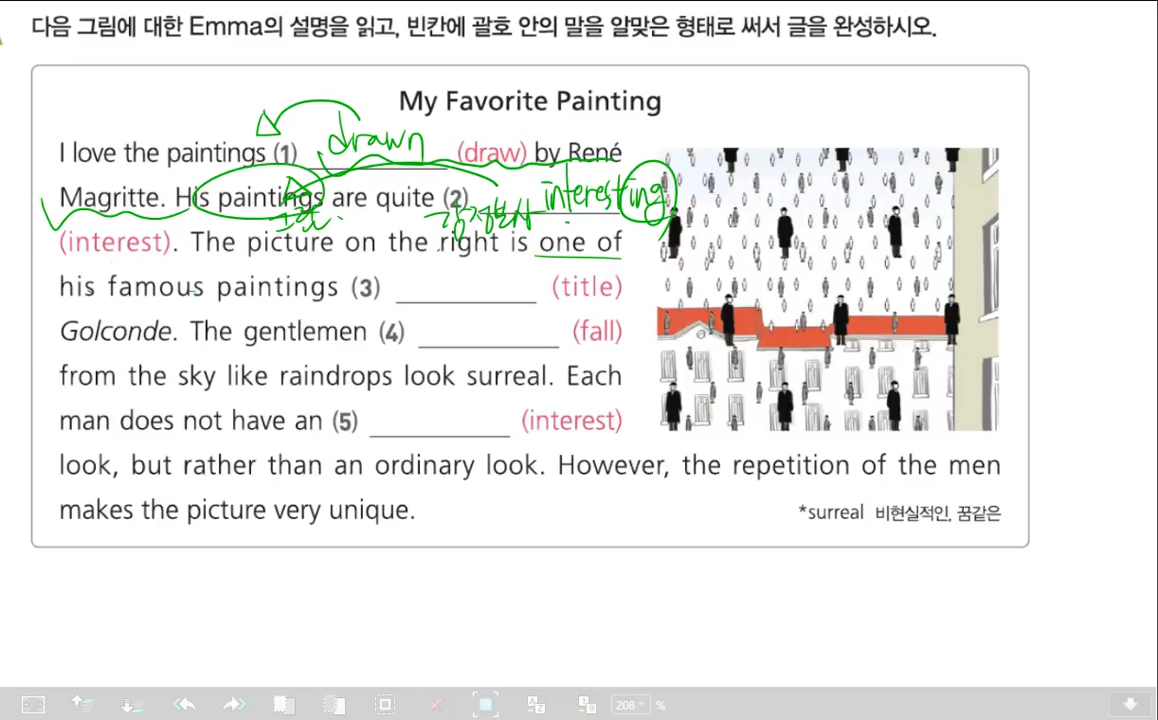 다음 그림에 대한 Emma의 설명을 읽고, 빈칸에 괄호 안의 말을 알맞은 형태로 써서 글을 완성하시오.
My Favorite Painting
I love the paintings (1) drawn (draw) by René
Magritte. His paintings are quite (2) interesting
감정분사
(interest). The picture on the right is one of
his famous paintings (3) (title)
Golconde. The gentlemen (4) (fall)
from the sky like raindrops look surreal. Each
man does not have an (5) (interest)
look, but rather than an ordinary look. However, the repetition of the men
makes the picture very unique.
*surreal 비현실적인, 꿈같은
208 %